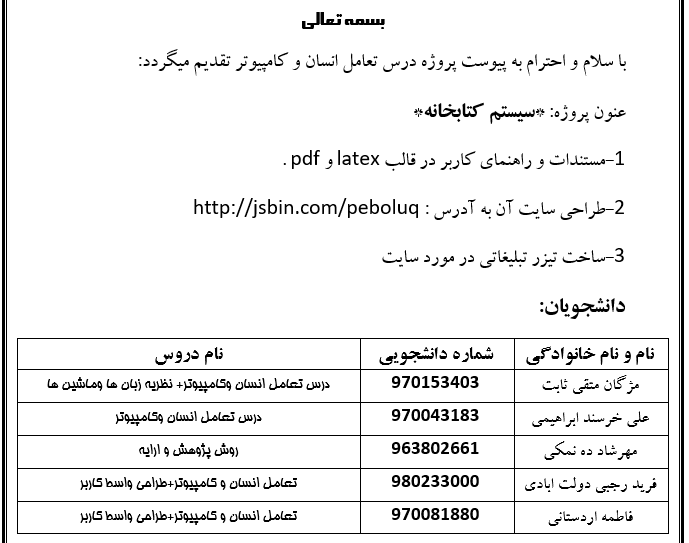 بسمه تعالی
با سلام و احترام به پیوست پروژه درس تعامل انسان و کامپیوتر تقدیم میگردد:
عنوان پروژه: *سیستم کتابخانه*
1-مستندات و راهنمای کاربر در قالب latex و pdf .
2-طراحی سایت آن به آدرس : http://jsbin.com/peboluq
3-ساخت تیزر تبلیغاتی در مورد سایت
دانشجویان:
نام و نام خانوادگی شماره دانشجویی نام دروس
مژگان متقی ثابت 970153403 درس تعامل انسان وکامپیوتر+ نظریه زبان ها وماشین ها
علی خرسند ابراهیمی 970043183 درس تعامل انسان وکامپیوتر
مهرشاد ده نمکی 963802661 روش پژوهش و ارایه
فرید رجبی دولت ابادی 980233000 تعامل انسان و کامپیوتر+طراحی واسط کاربر
فاطمه اردستانی 970081880 تعامل انسان و کامپیوتر+طراحی واسط کاربر